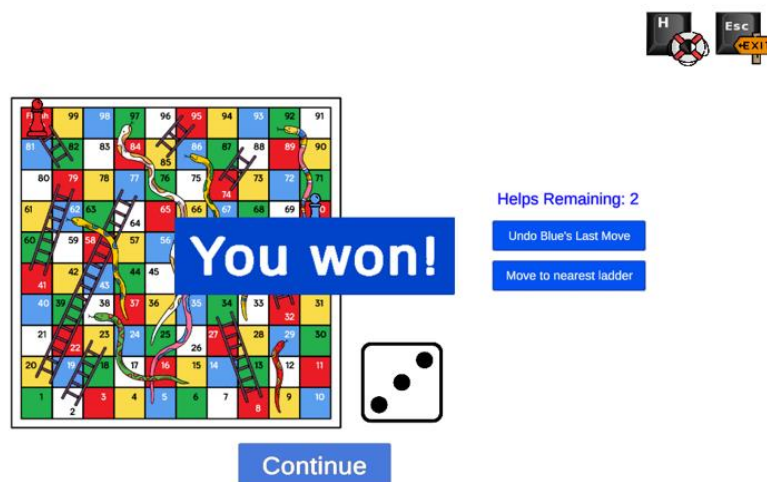 H
Esc
EXIT
99 98 97 96 95 94 93 92 91
81 82 83 84 85 86 87 88 89 90
80 79 78 77 76 75 74 73 72 71
61 62 63 64 65 66 67 68 69
Helps Remaining: 2
60 59 58 57 56
Undo Blue's Last Move
You won!
41 42 43 44 45
Move to nearest ladder
40 39 38 37 36 35 34 33 32 31
21 22 23 24 25 26 27 28 29 30
20 19 18 17 16 15 14 13 12 11
1 2 3 4 5 6 7 8 9 10
Continue